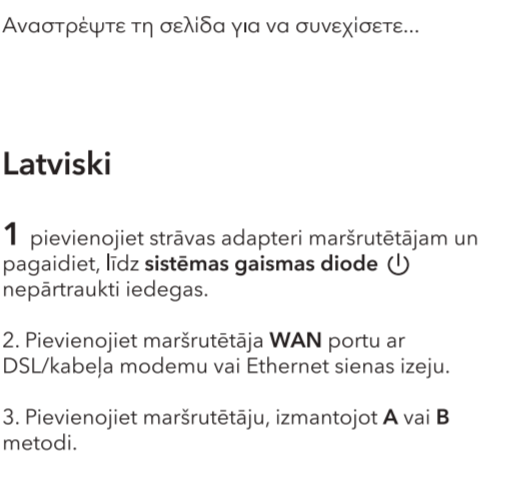 Αναστρέψτε τη σελίδα για να συνεχίσετε...
Latviski
1 pievienojiet strāvas adapteri maršrutētājam un
pagaidiet, līdz sistēmas gaismas diode ⏻
nepārtraukti iedegas.
2. Pievienojiet maršrutētāja WAN portu ar
DSL/kabeļa modemu vai Ethernet sienas izeju.
3. Pievienojiet maršrutētāju, izmantojot A vai B
metodi.